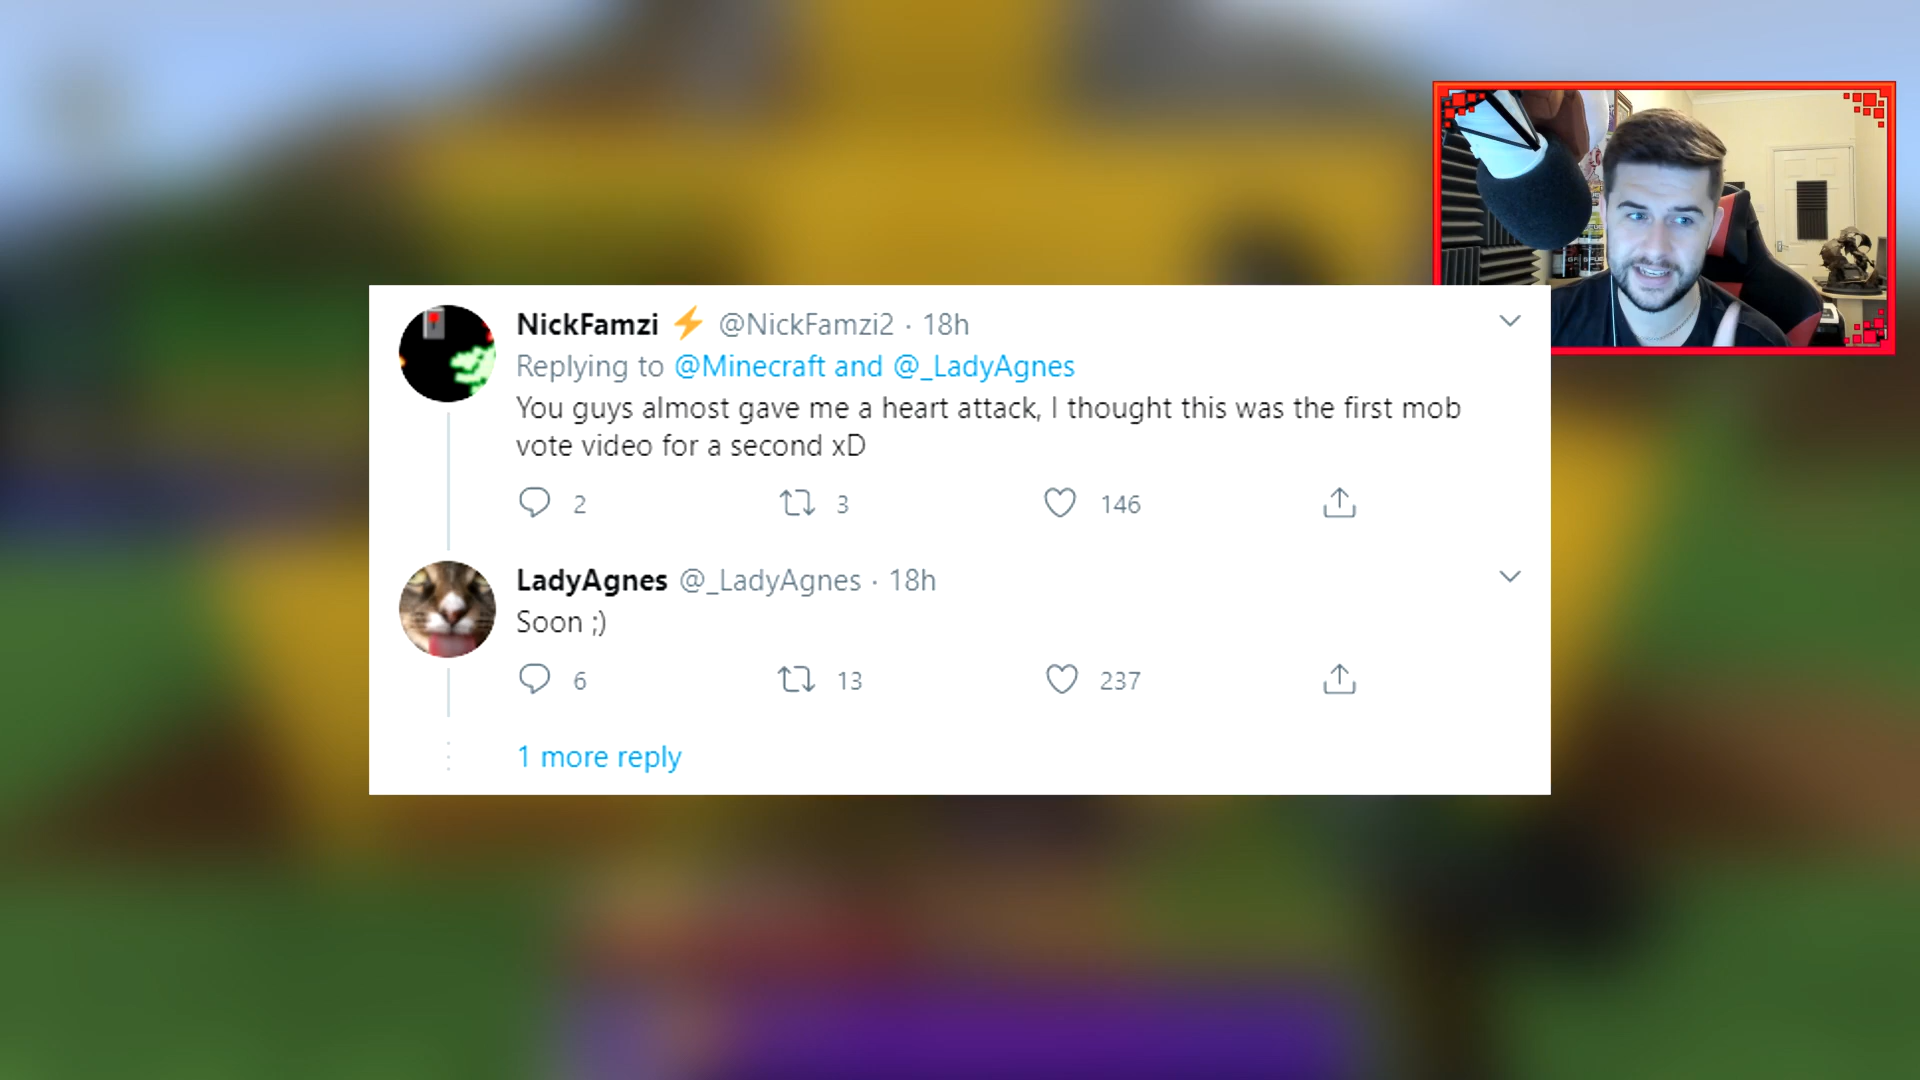 NickFamzi ⚡ @NickFamzi2 · 18h
Replying to @Minecraft and @_LadyAgnes
You guys almost gave me a heart attack, I thought this was the first mob
vote video for a second xD
2 3 146
LadyAgnes @_LadyAgnes · 18h
Soon ;)
6 13 237
1 more reply